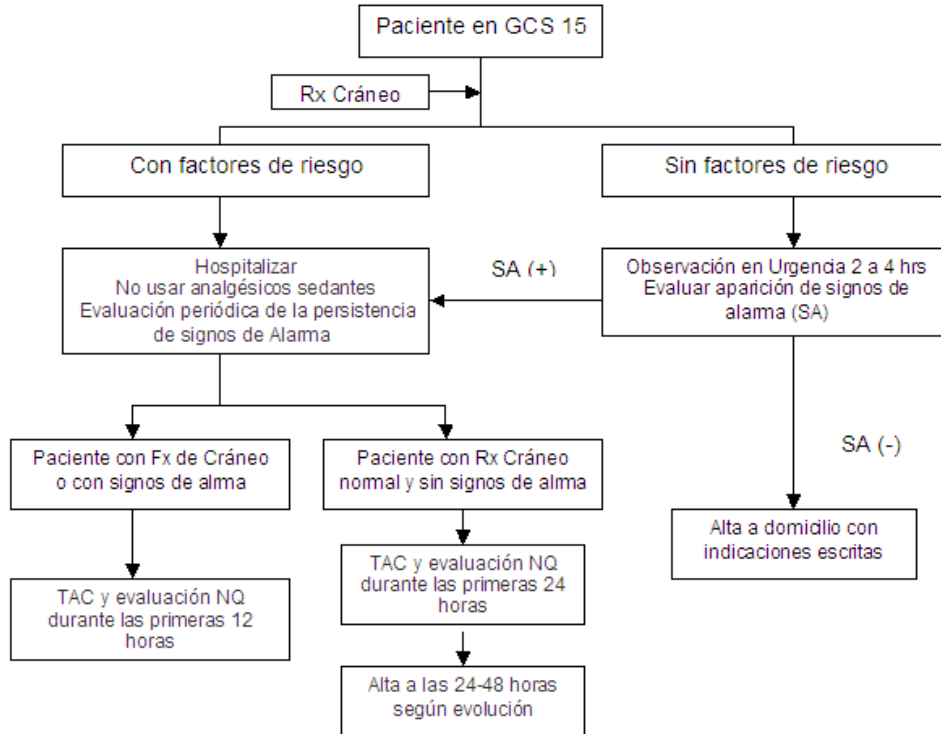 Paciente en GCS 15
Rx Cráneo
Con factores de riesgo
Sin factores de riesgo
Hospitalizar
No usar analgésicos sedantes
Evaluación periódica de la persistencia
de signos de Alarma
SA (+)
Observación en Urgencia 2 a 4 hrs
Evaluar aparición de signos de
alarma (SA)
Paciente con Fx de Cráneo
o con signos de alrma
Paciente con Rx Cráneo
normal y sin signos de alrma
SA (-)
Alta a domicilio con
indicaciones escritas
TAC y evaluación NQ
durante las primeras 12
horas
TAC y evaluación NQ
durante las primeras 24
horas
Alta a las 24-48 horas
según evolución